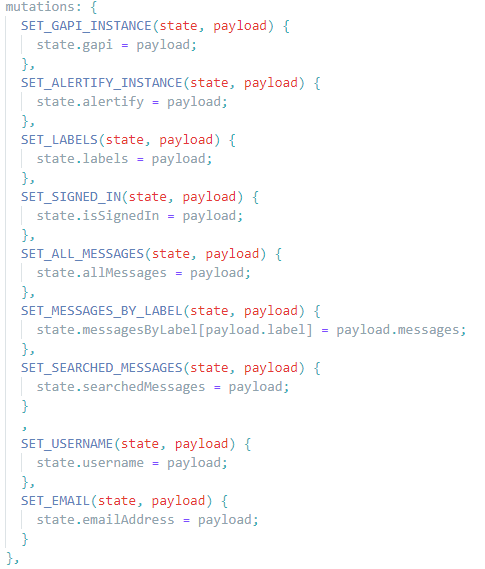 mutations: {
  SET_GAPI_INSTANCE(state, payload) {
    state.gapi = payload;
  },
  SET_ALERTIFY_INSTANCE(state, payload) {
    state.alertify = payload;
  },
  SET_LABELS(state, payload) {
    state.labels = payload;
  },
  SET_SIGNED_IN(state, payload) {
    state.isSignedIn = payload;
  },
  SET_ALL_MESSAGES(state, payload) {
    state.allMessages = payload;
  },
  SET_MESSAGES_BY_LABEL(state, payload) {
    state.messagesByLabel[payload.label] = payload.messages;
  },
  SET_SEARCHED_MESSAGES(state, payload) {
    state.searchedMessages = payload;
  }
  ,
  SET_USERNAME(state, payload) {
    state.username = payload;
  },
  SET_EMAIL(state, payload) {
    state.emailAddress = payload;
  }
},